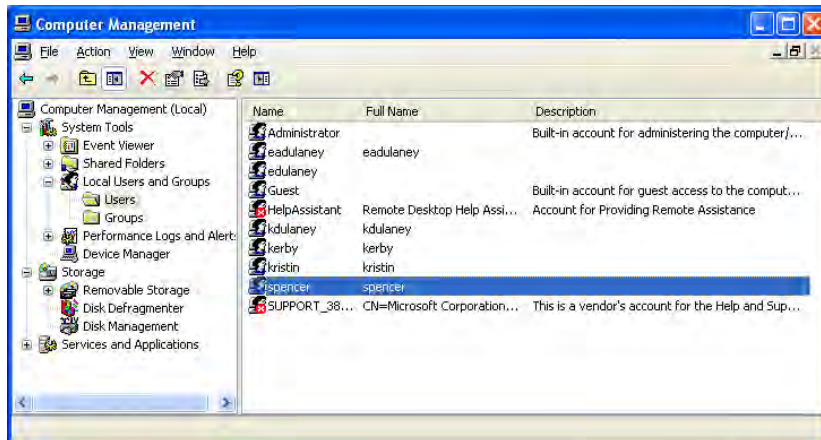 Computer Management
File Action View Window Help
Computer Management (Local)
System Tools
Event Viewer
Shared Folders
Local Users and Groups
Users
Groups
Performance Logs and Alert
Device Manager
Storage
Removable Storage
Disk Defragmenter
Disk Management
Services and Applications
Name Full Name Description
Administrator Built-in account for administering the computer/...
eadulaney eadulaney
edulaney
Guest Built-in account for guest access to the comput...
HelpAssistant Remote Desktop Help Assi... Account for Providing Remote Assistance
kdulaney kdulaney
kerby kerby
kristin kristin
spencer spencer
SUPPORT_38... CN=Microsoft Corporation... This is a vendor's account for the Help and Sup...